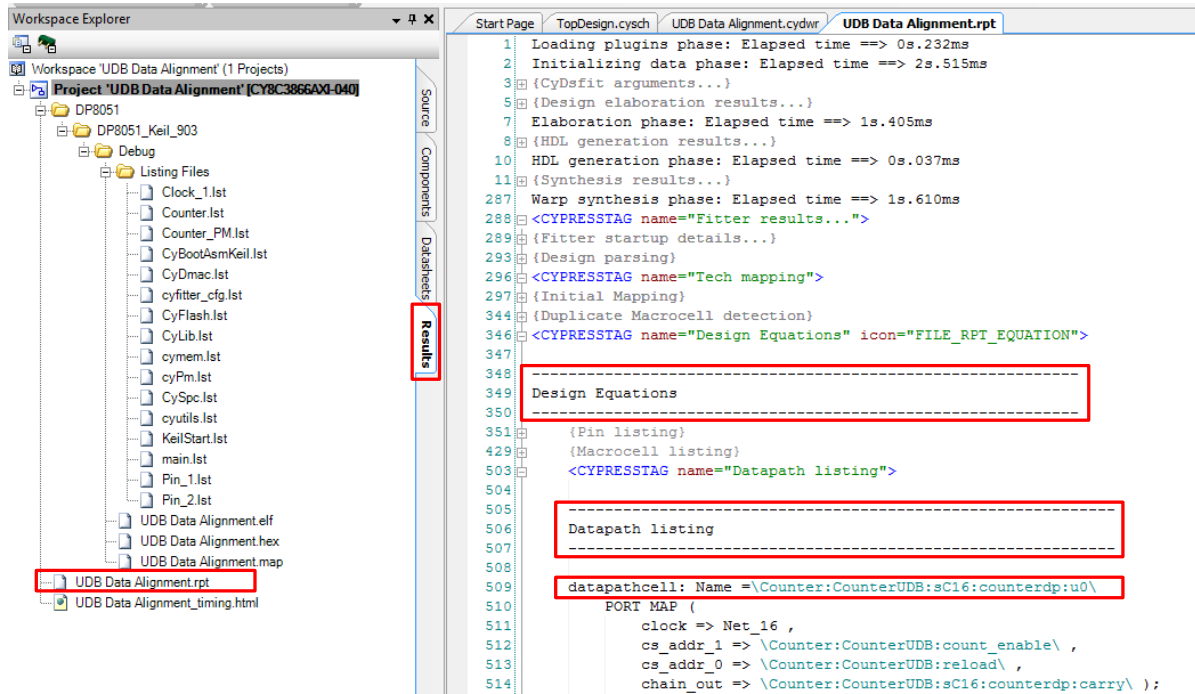 Workspace Explorer
Workspace 'UDB Data Alignment' (1 Projects)
Project 'UDB Data Alignment' [CY8C3866AXI-040]
DP8051
DP8051_Keil_903
Debug
Listing Files
Clock_1.lst
Counter.lst
Counter_PM.lst
CyBootAsmKeil.lst
CyDmac.lst
cyfitter_cfg.lst
CyFlash.lst
CyLib.lst
cymem.lst
cyPm.lst
CySpc.lst
cyutils.lst
KeilStart.lst
main.lst
Pin_1.lst
Pin_2.lst
UDB Data Alignment.elf
UDB Data Alignment.hex
UDB Data Alignment.map
UDB Data Alignment.rpt
UDB Data Alignment_timing.html
Source
Components
Datasheets
Results
Start Page TopDesign.cysch UDB Data Alignment.cydwr UDB Data Alignment.rpt
1 Loading plugins phase: Elapsed time ==> 0s.232ms
2 Initializing data phase: Elapsed time ==> 2s.515ms
3 {CyDsfit arguments...}
5 {Design elaboration results...}
7 Elaboration phase: Elapsed time ==> 1s.405ms
8 {HDL generation results...}
10 HDL generation phase: Elapsed time ==> 0s.037ms
11 {Synthesis results...}
287 Warp synthesis phase: Elapsed time ==> 1s.610ms
288 <CYPRESSTAG name="Fitter results...">
289 {Fitter startup details...}
293 {Design parsing}
296 <CYPRESSTAG name="Tech mapping">
297 {Initial Mapping}
344 {Duplicate Macrocell detection}
346 <CYPRESSTAG name="Design Equations" icon="FILE_RPT_EQUATION">
347
348 ------------------------------------------------------------
349 Design Equations
350 ------------------------------------------------------------
351 {Pin listing}
429 {Macrocell listing}
503 <CYPRESSTAG name="Datapath listing">
504
505 ------------------------------------------------------------
506 Datapath listing
507 ------------------------------------------------------------
508
509 datapathcell: Name =\Counter:CounterUDB:sC16:counterdp:u0\
510 PORT MAP (
511 clock => Net_16 ,
512 cs_addr_1 => \Counter:CounterUDB:count_enable\ ,
513 cs_addr_0 => \Counter:CounterUDB:reload\ ,
514 chain_out => \Counter:CounterUDB:sC16:counterdp:carry\ );